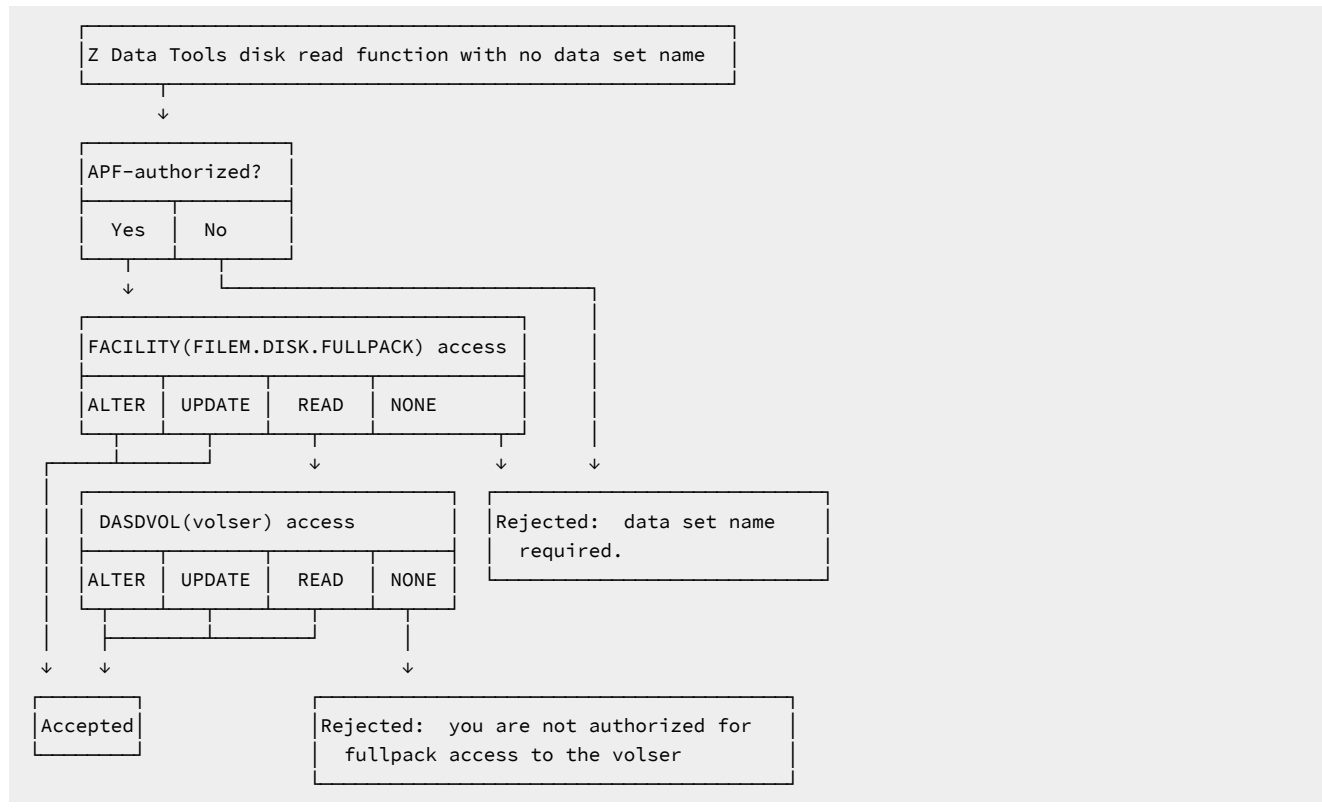 Z Data Tools disk read function with no data set name
APF-authorized?
Yes No
FACILITY(FILEM.DISK.FULLPACK) access
ALTER UPDATE READ NONE
DASDVOL(volser) access
ALTER UPDATE READ NONE
Rejected: data set name
required.
Accepted
Rejected: you are not authorized for
fullpack access to the volser